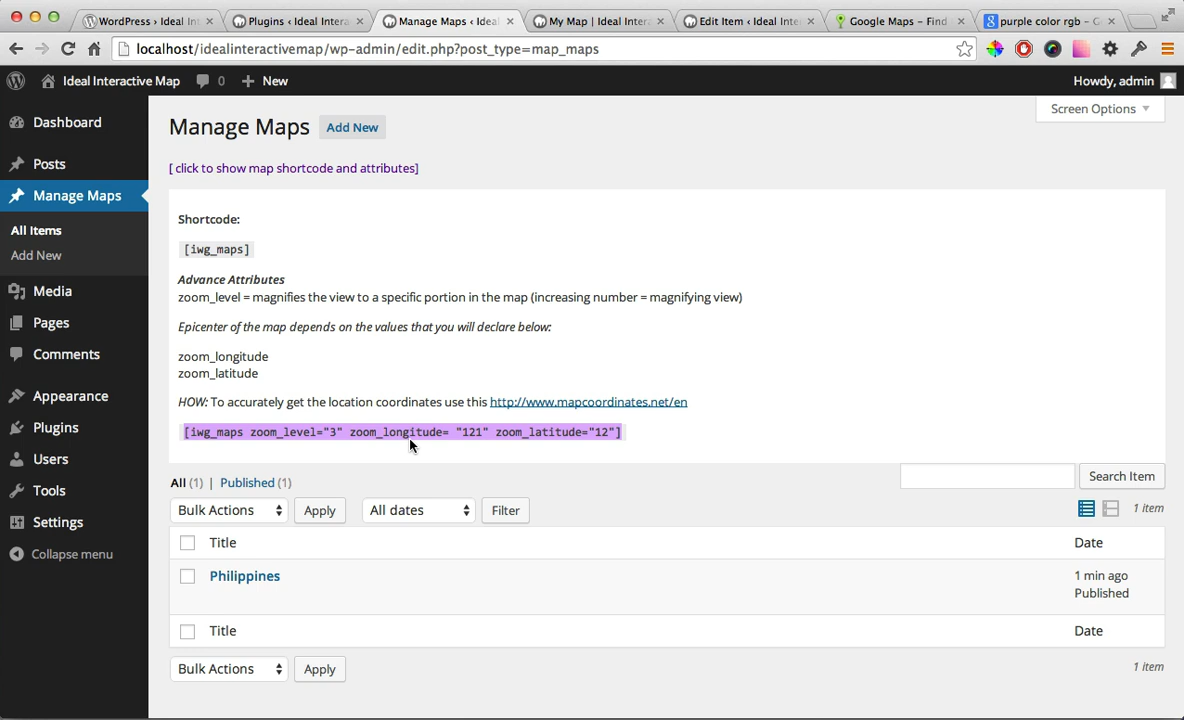 WordPress › Ideal Int
Plugins ‹ Ideal Interac
Manage Maps ‹ Idea
My Map | Ideal Intera
Edit Item ‹ Ideal Inte
Google Maps - Find
purple color rgb - G
localhost/idealinteractivemap/wp-admin/edit.php?post_type=map_maps
Ideal Interactive Map
0
New
Howdy, admin
Screen Options
Dashboard
Posts
Manage Maps
All Items
Add New
Media
Pages
Comments
Appearance
Plugins
Users
Tools
Settings
Collapse menu
Manage Maps
Add New
[ click to show map shortcode and attributes]
Shortcode:
[iwg_maps]
Advance Attributes
zoom_level = magnifies the view to a specific portion in the map (increasing number = magnifying view)
Epicenter of the map depends on the values that you will declare below:
zoom_longitude
zoom_latitude
HOW: To accurately get the location coordinates use this http://www.mapcoordinates.net/en
[iwg_maps zoom_level="3" zoom_longitude= "121" zoom_latitude="12"]
All (1) | Published (1)
Search Item
Bulk Actions
Apply
All dates
Filter
1 item
Title
Date
Philippines
1 min ago
Published
Title
Date
Bulk Actions
Apply
1 item